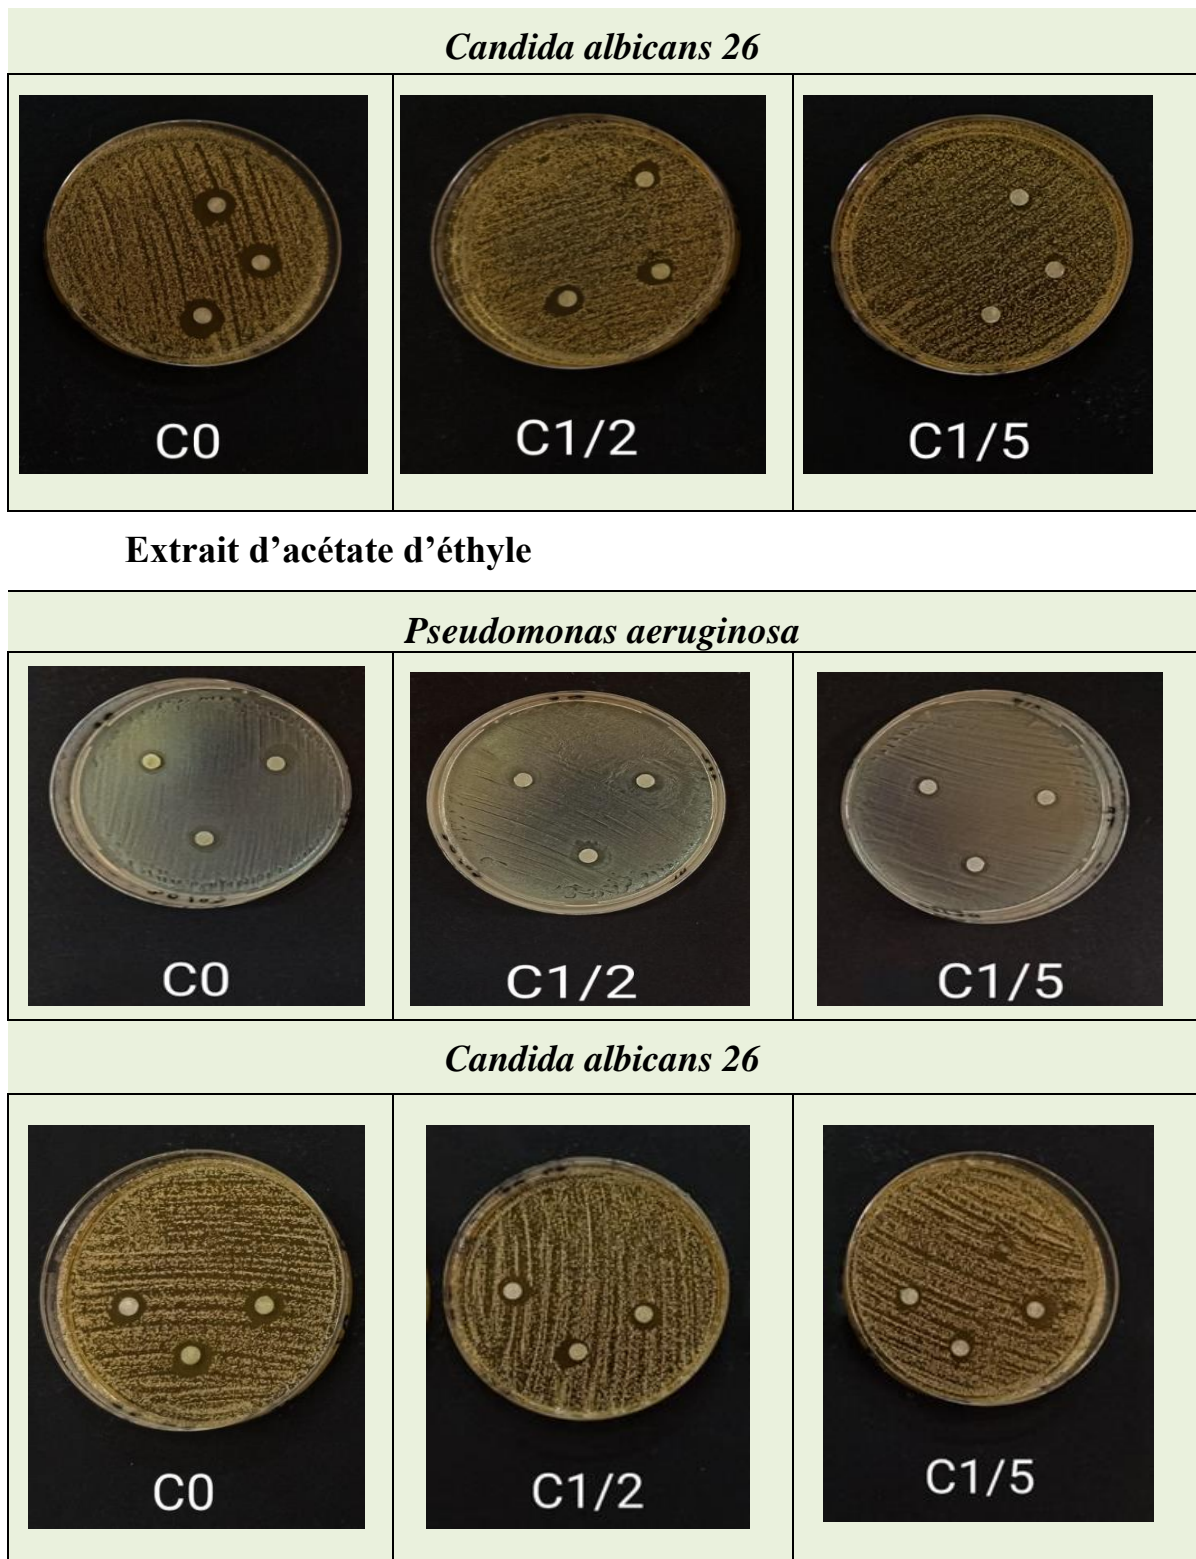 Candida albicans 26
C0 C1/2 C1/5
Extrait d’acétate d’éthyle
Pseudomonas aeruginosa
C0 C1/2 C1/5
Candida albicans 26
C0 C1/2 C1/5